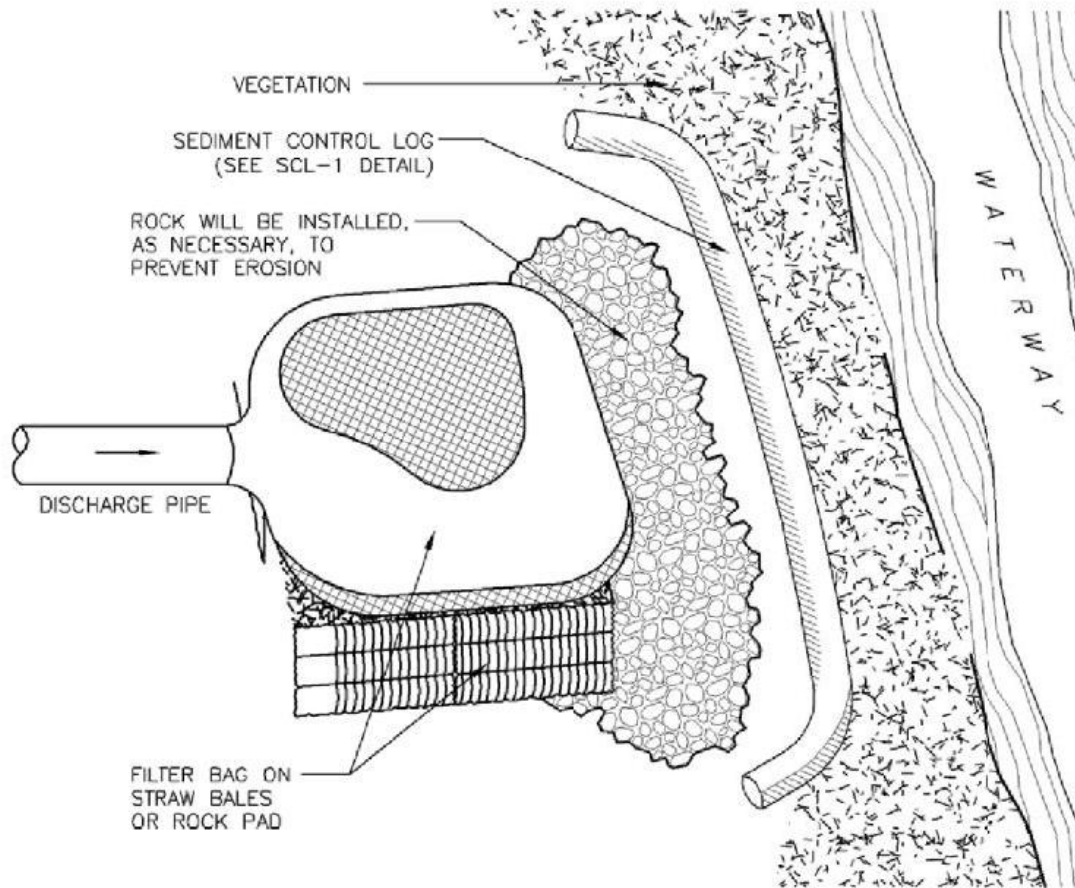 VEGETATION
SEDIMENT CONTROL LOG
(SEE SCL-1 DETAIL)
ROCK WILL BE INSTALLED,
AS NECESSARY, TO
PREVENT EROSION
WATERWAY
DISCHARGE PIPE
FILTER BAG ON
STRAW BALES
OR ROCK PAD